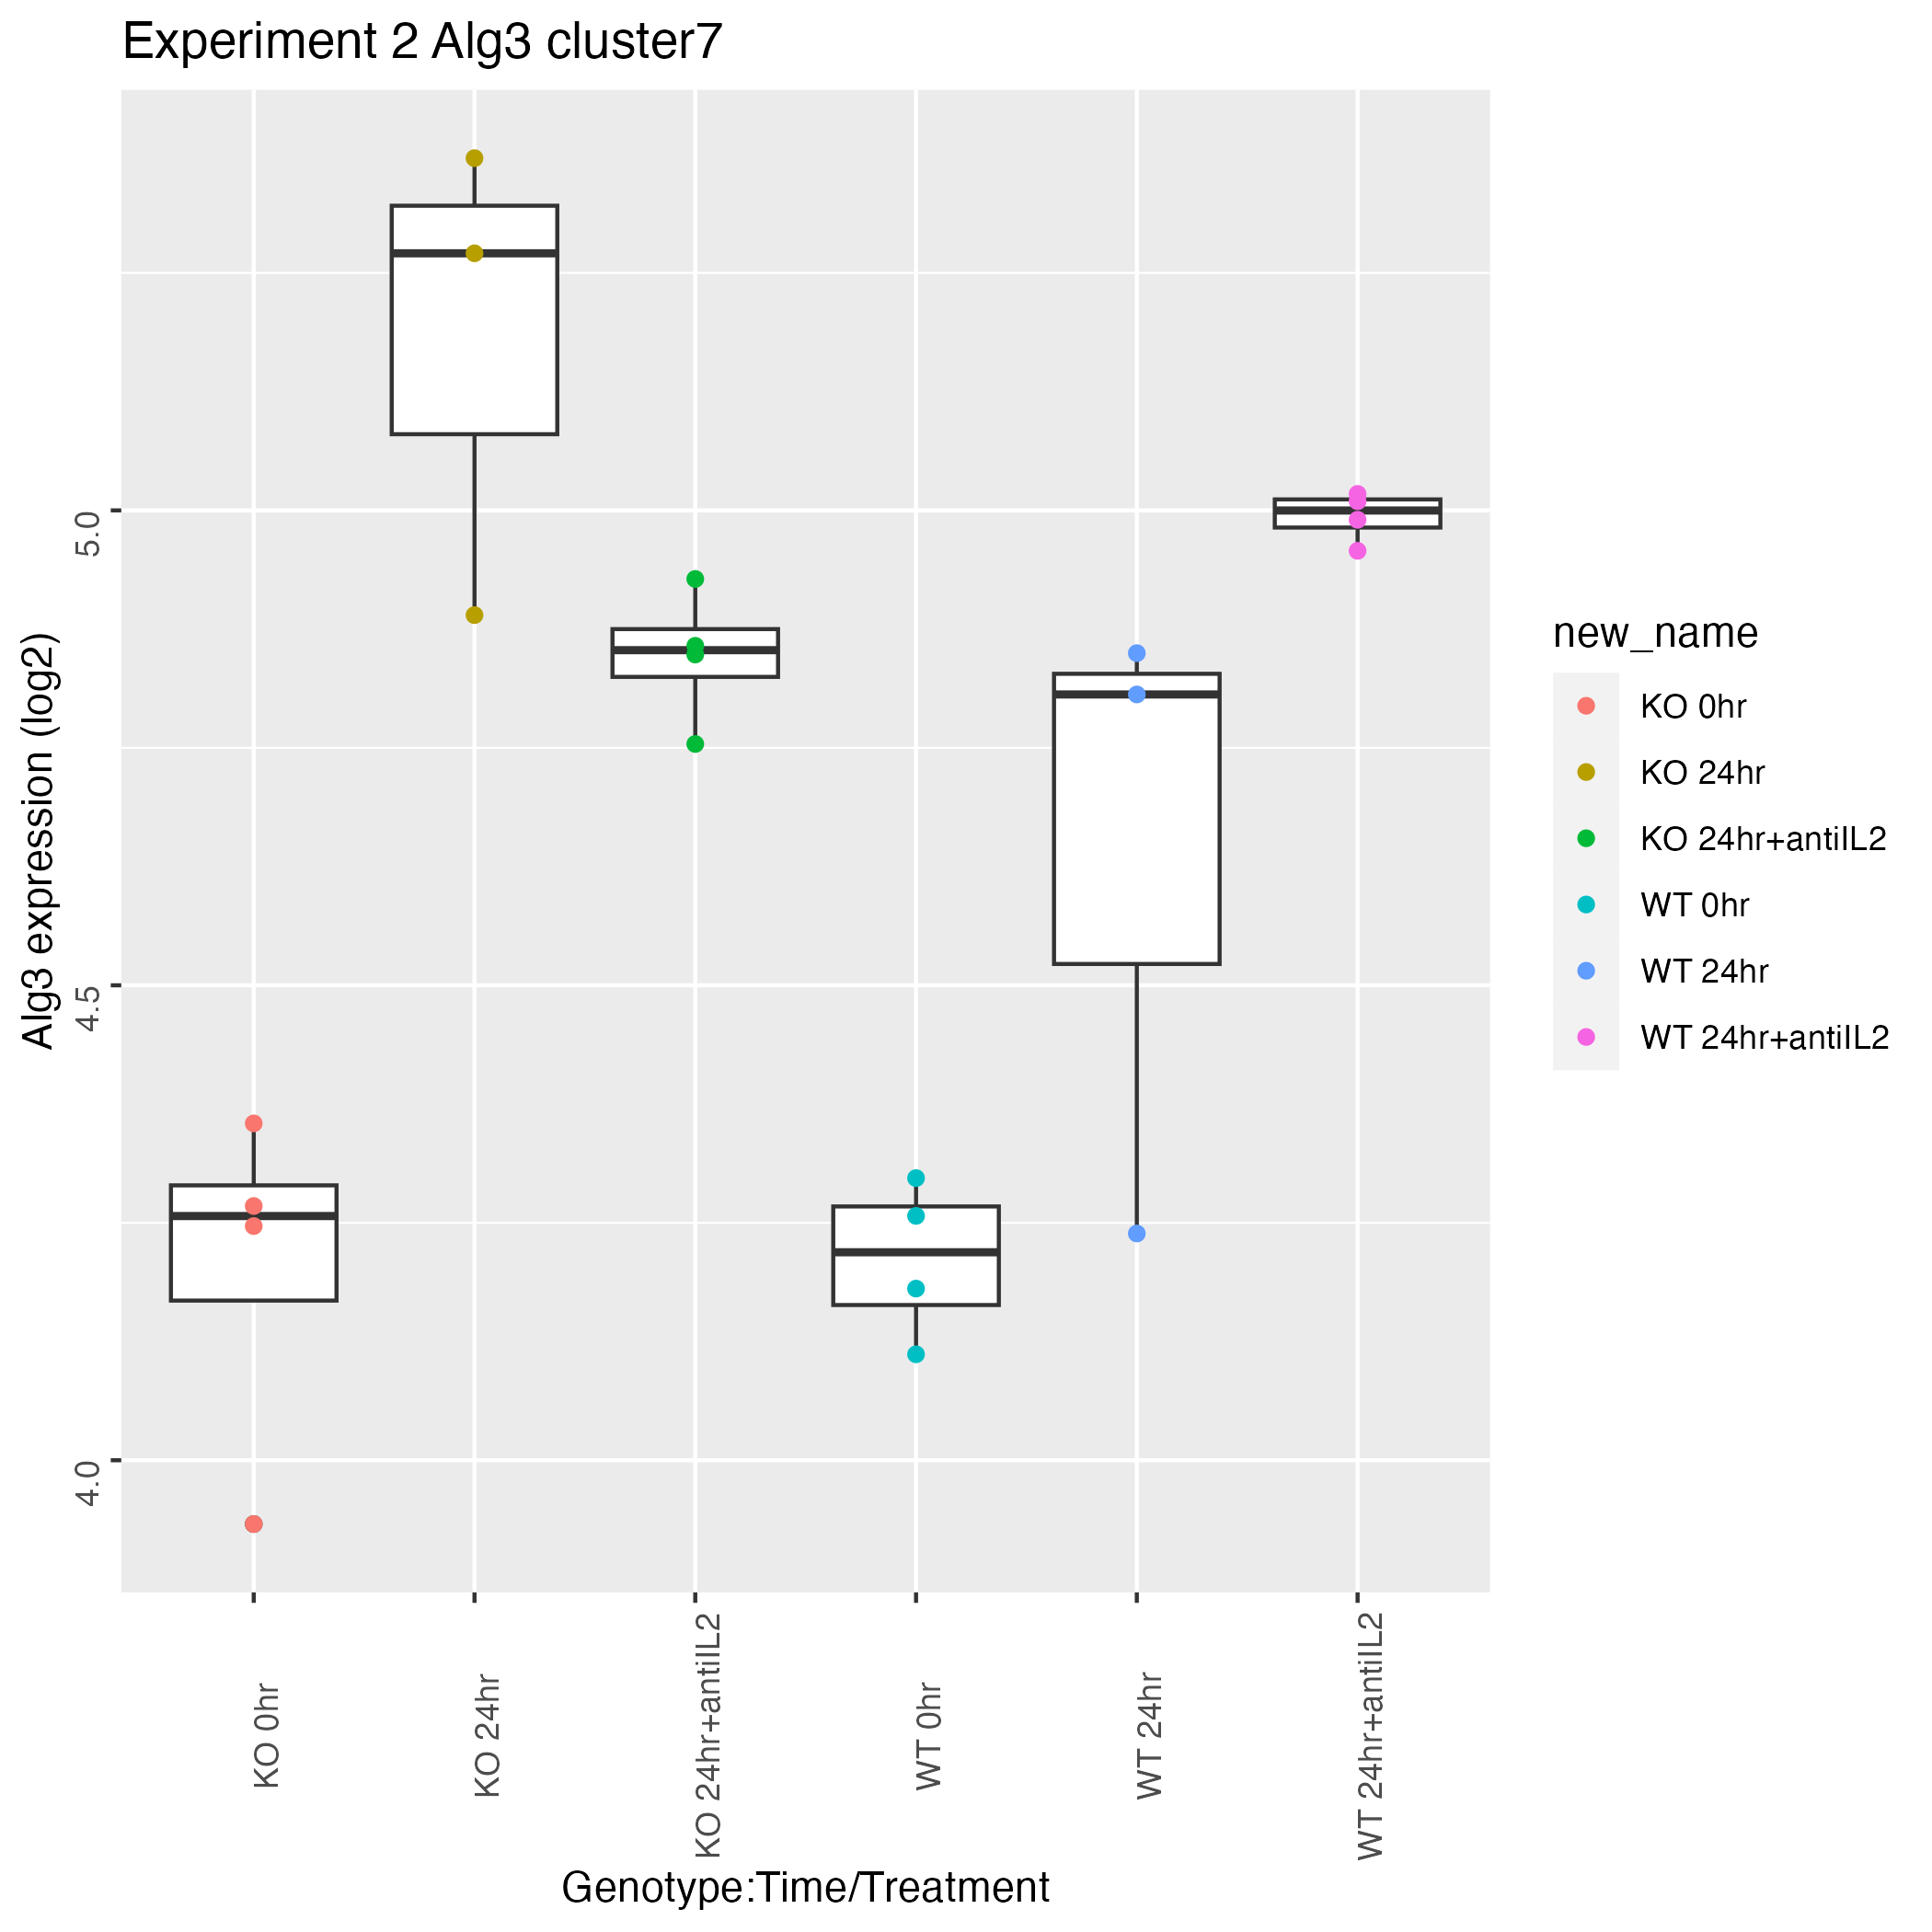 Experiment 2 Alg3 cluster7
Alg3 expression (log2)
5.0
4.5
4.0
KO 0hr
KO 24hr
KO 24hr+antiIL2
WT 0hr
WT 24hr
WT 24hr+antiIL2
Genotype:Time/Treatment
new_name
KO 0hr
KO 24hr
KO 24hr+antiIL2
WT 0hr
WT 24hr
WT 24hr+antiIL2